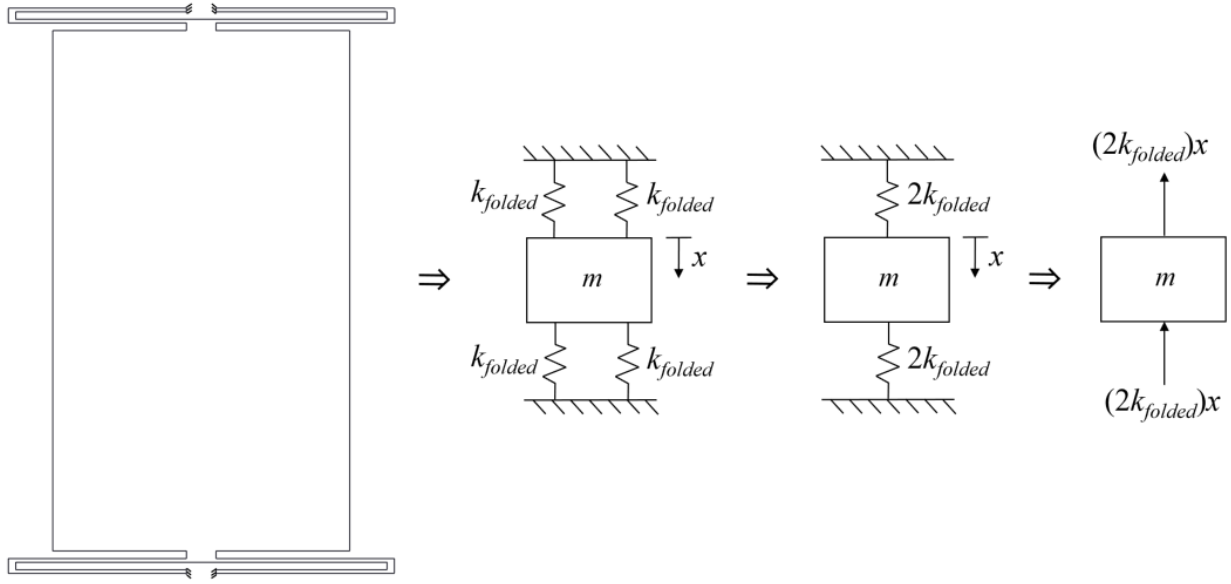 (2k_folded)x
k_folded k_folded 2k_folded
m x m x m
⇒ ⇒ ⇒
k_folded k_folded 2k_folded
(2k_folded)x